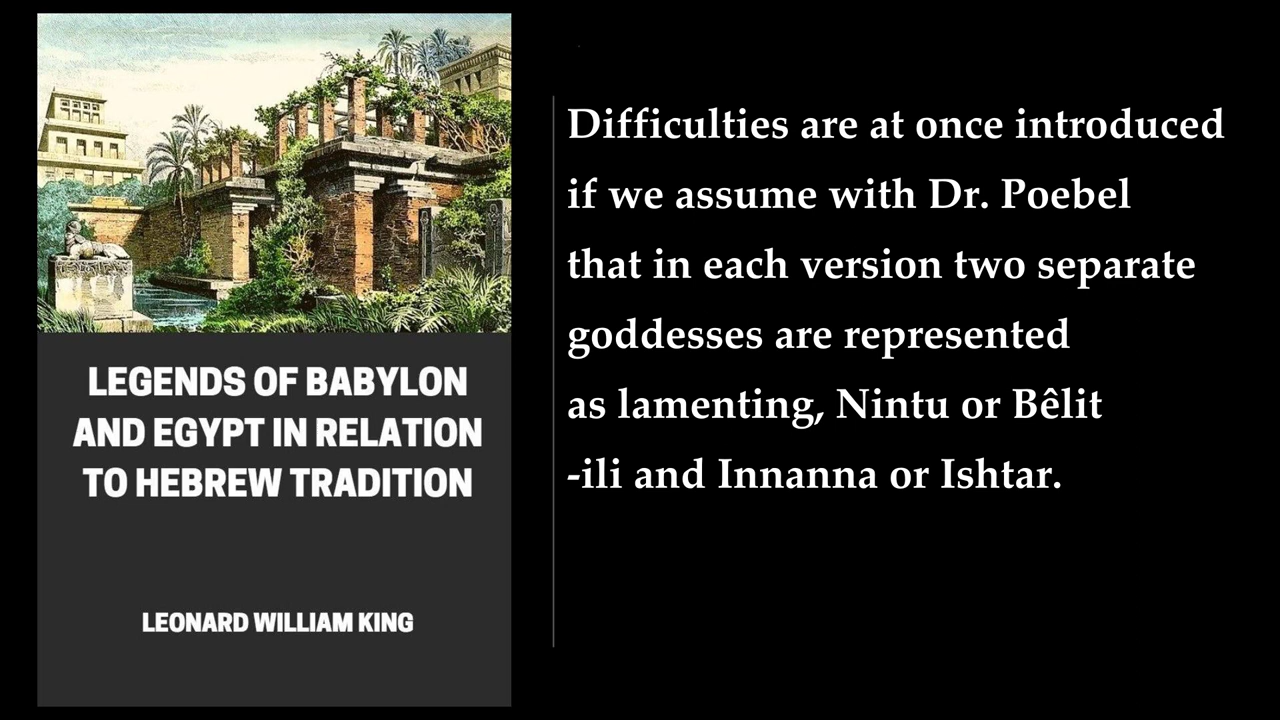 LEGENDS OF BABYLON
AND EGYPT IN RELATION
TO HEBREW TRADITION
LEONARD WILLIAM KING
Difficulties are at once introduced
if we assume with Dr. Poebel
that in each version two separate
goddesses are represented
as lamenting, Nintu or Bêlit
-ili and Innanna or Ishtar.